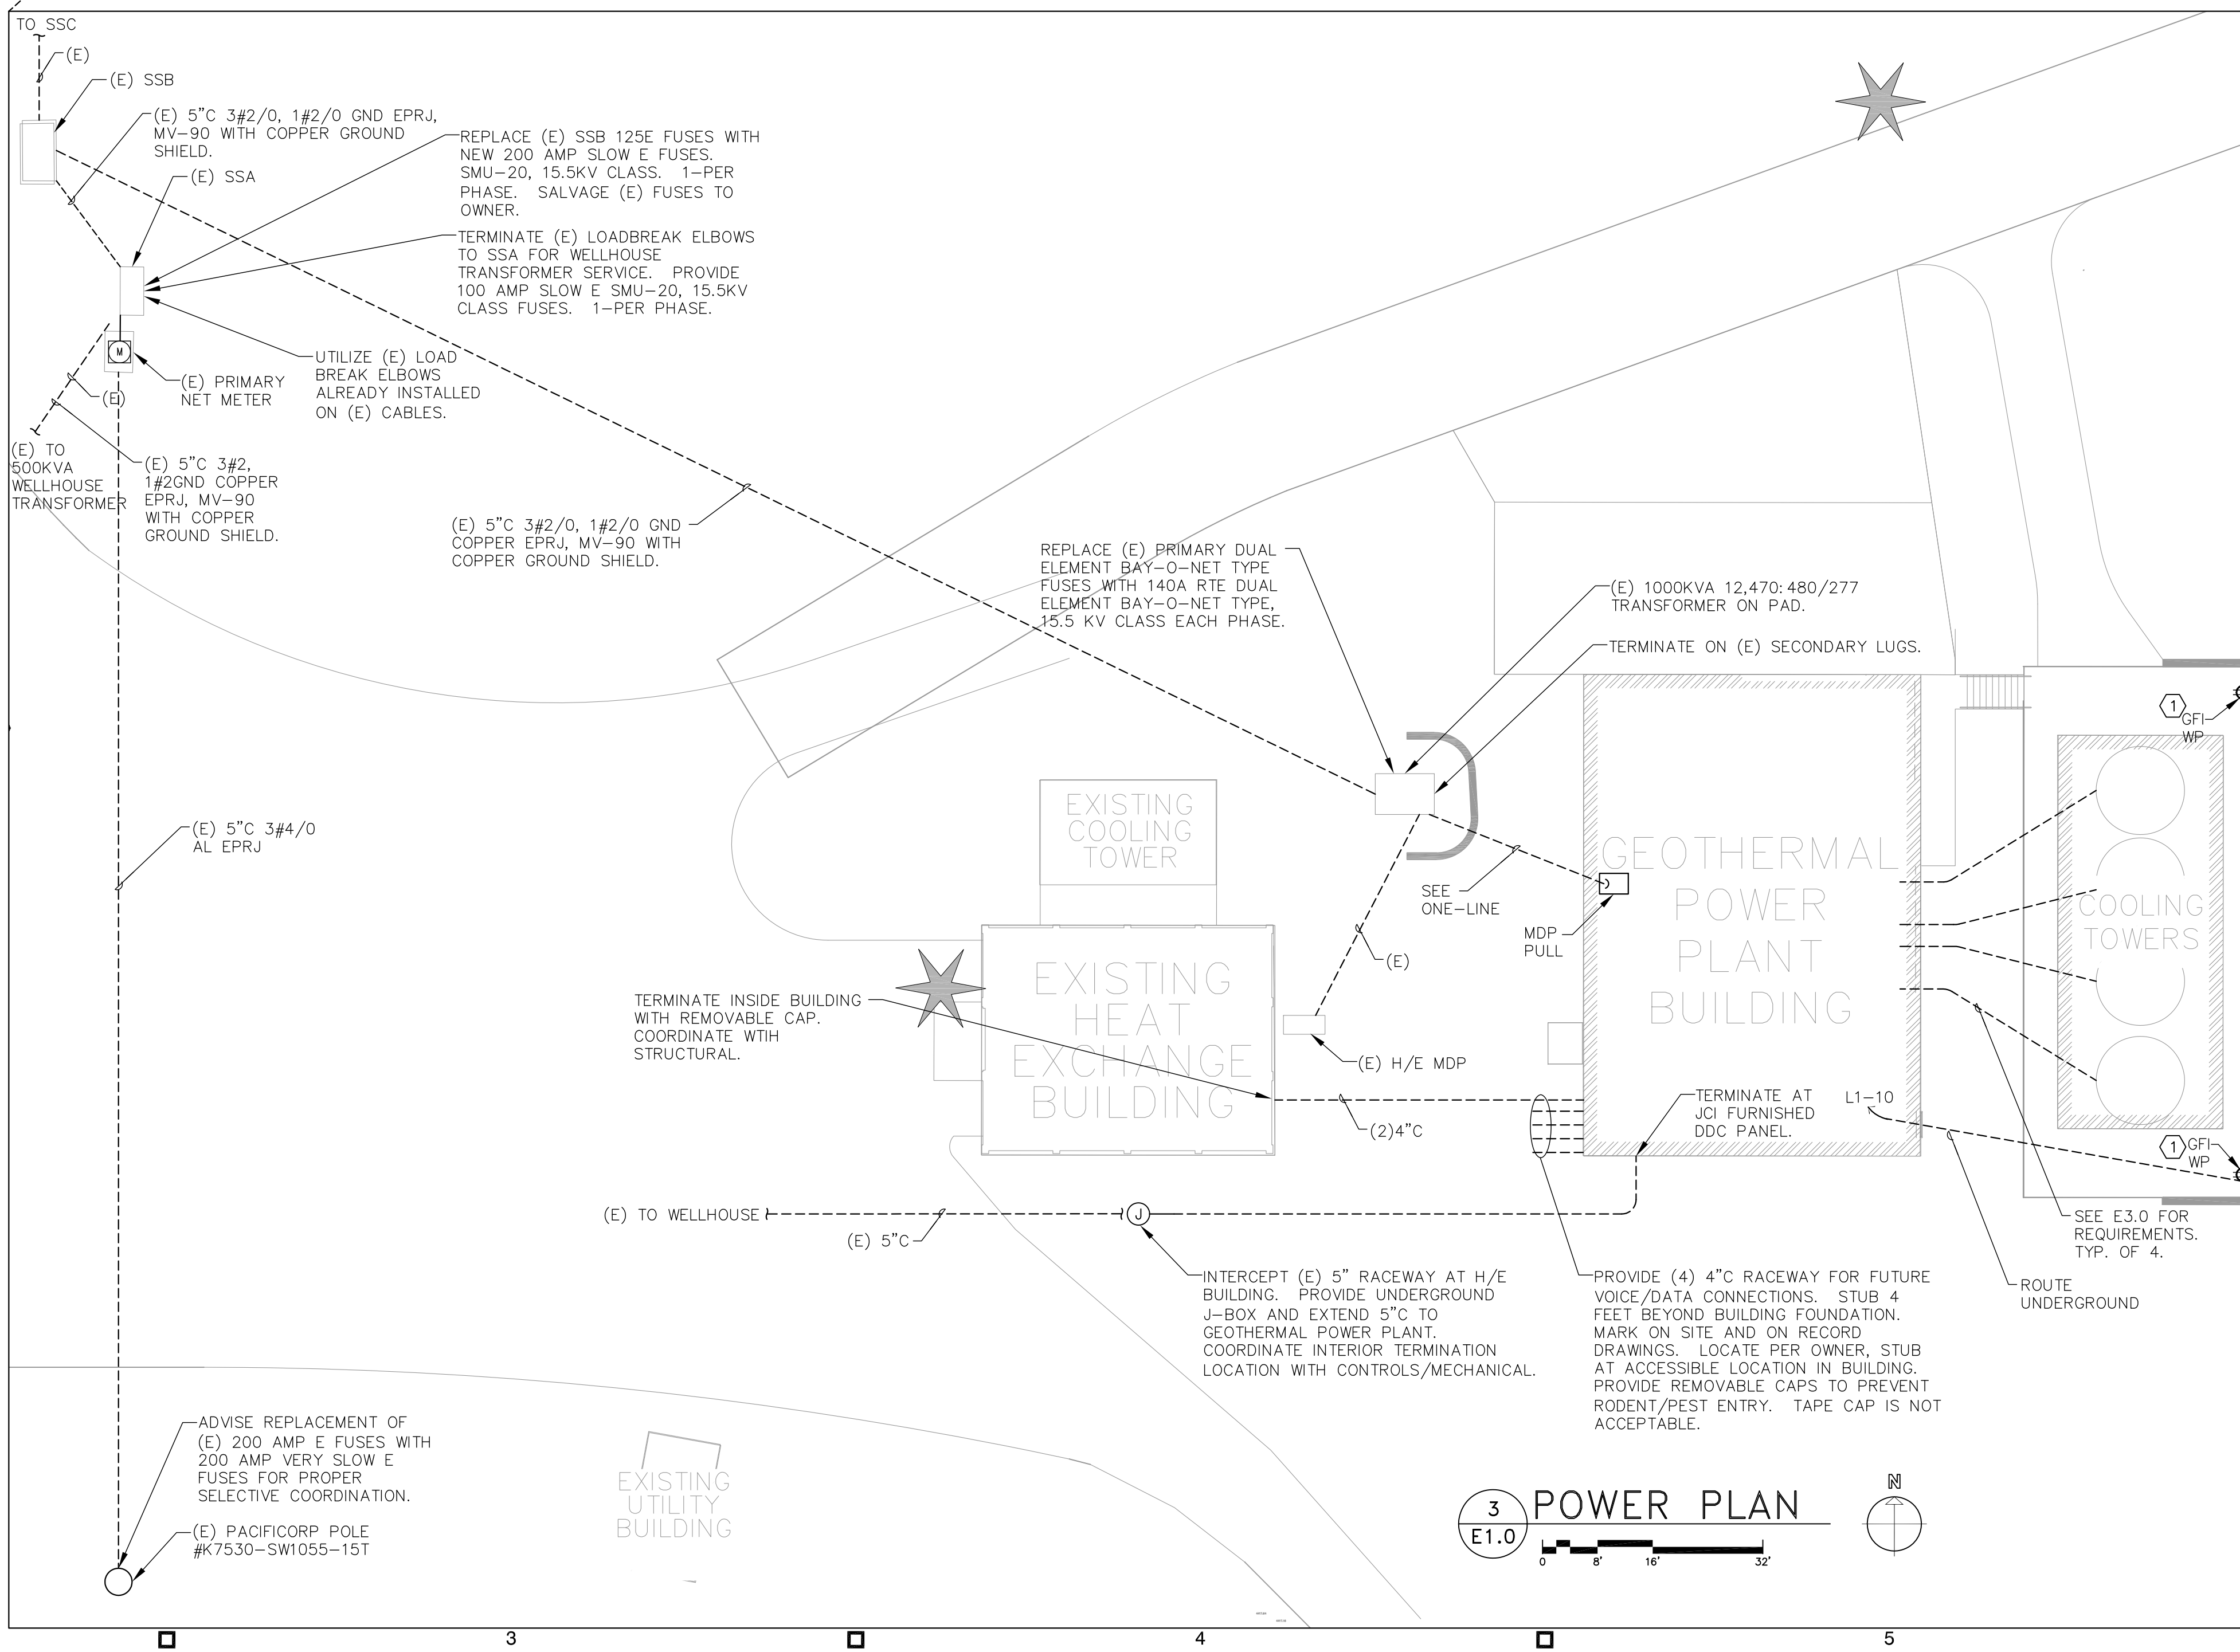 TO SSC
(E)
(E) SSB
(E) 5"C 3#2/0, 1#2/0 GND EPRJ,
MV-90 WITH COPPER GROUND
SHIELD.
(E) SSA
REPLACE (E) SSB 125E FUSES WITH
NEW 200 AMP SLOW E FUSES.
SMU-20, 15.5KV CLASS. 1-PER
PHASE. SALVAGE (E) FUSES TO
OWNER.
TERMINATE (E) LOADBREAK ELBOWS
TO SSA FOR WELLHOUSE
TRANSFORMER SERVICE. PROVIDE
100 AMP SLOW E SMU-20, 15.5KV
CLASS FUSES. 1-PER PHASE.
M
UTILIZE (E) LOAD
BREAK ELBOWS
ALREADY INSTALLED
ON (E) CABLES.
(E) PRIMARY
NET METER
(E)
(E) TO
500KVA
WELLHOUSE
TRANSFORMER
(E) 5"C 3#2,
1#2GND COPPER
EPRJ, MV-90
WITH COPPER
GROUND SHIELD.
(E) 5"C 3#2/0, 1#2/0 GND
COPPER EPRJ, MV-90 WITH
COPPER GROUND SHIELD.
REPLACE (E) PRIMARY DUAL
ELEMENT BAY-O-NET TYPE
FUSES WITH 140A RTE DUAL
ELEMENT BAY-O-NET TYPE,
15.5 KV CLASS EACH PHASE.
(E) 1000KVA 12,470:480/277
TRANSFORMER ON PAD.
TERMINATE ON (E) SECONDARY LUGS.
1
GFI
WP
(E) 5"C 3#4/0
AL EPRJ
EXISTING
COOLING
TOWER
SEE
ONE-LINE
MDP
PULL
GEOTHERMAL
POWER
PLANT
BUILDING
COOLING
TOWERS
(E)
EXISTING
HEAT
EXCHANGE
BUILDING
TERMINATE INSIDE BUILDING
WITH REMOVABLE CAP.
COORDINATE WTIH
STRUCTURAL.
(E) H/E MDP
(2)4"C
TERMINATE AT
JCI FURNISHED
DDC PANEL.
L1-10
1
GFI
WP
(E) TO WELLHOUSE
(E) 5"C
J
SEE E3.0 FOR
REQUIREMENTS.
TYP. OF 4.
ROUTE
UNDERGROUND
INTERCEPT (E) 5" RACEWAY AT H/E
BUILDING. PROVIDE UNDERGROUND
J-BOX AND EXTEND 5"C TO
GEOTHERMAL POWER PLANT.
COORDINATE INTERIOR TERMINATION
LOCATION WITH CONTROLS/MECHANICAL.
PROVIDE (4) 4"C RACEWAY FOR FUTURE
VOICE/DATA CONNECTIONS. STUB 4
FEET BEYOND BUILDING FOUNDATION.
MARK ON SITE AND ON RECORD
DRAWINGS. LOCATE PER OWNER, STUB
AT ACCESSIBLE LOCATION IN BUILDING.
PROVIDE REMOVABLE CAPS TO PREVENT
RODENT/PEST ENTRY. TAPE CAP IS NOT
ACCEPTABLE.
ADVISE REPLACEMENT OF
(E) 200 AMP E FUSES WITH
200 AMP VERY SLOW E
FUSES FOR PROPER
SELECTIVE COORDINATION.
(E) PACIFICORP POLE
#K7530-SW1055-15T
EXISTING
UTILITY
BUILDING
3
E1.0
POWER PLAN
0 8' 16' 32'
N
3 4 5